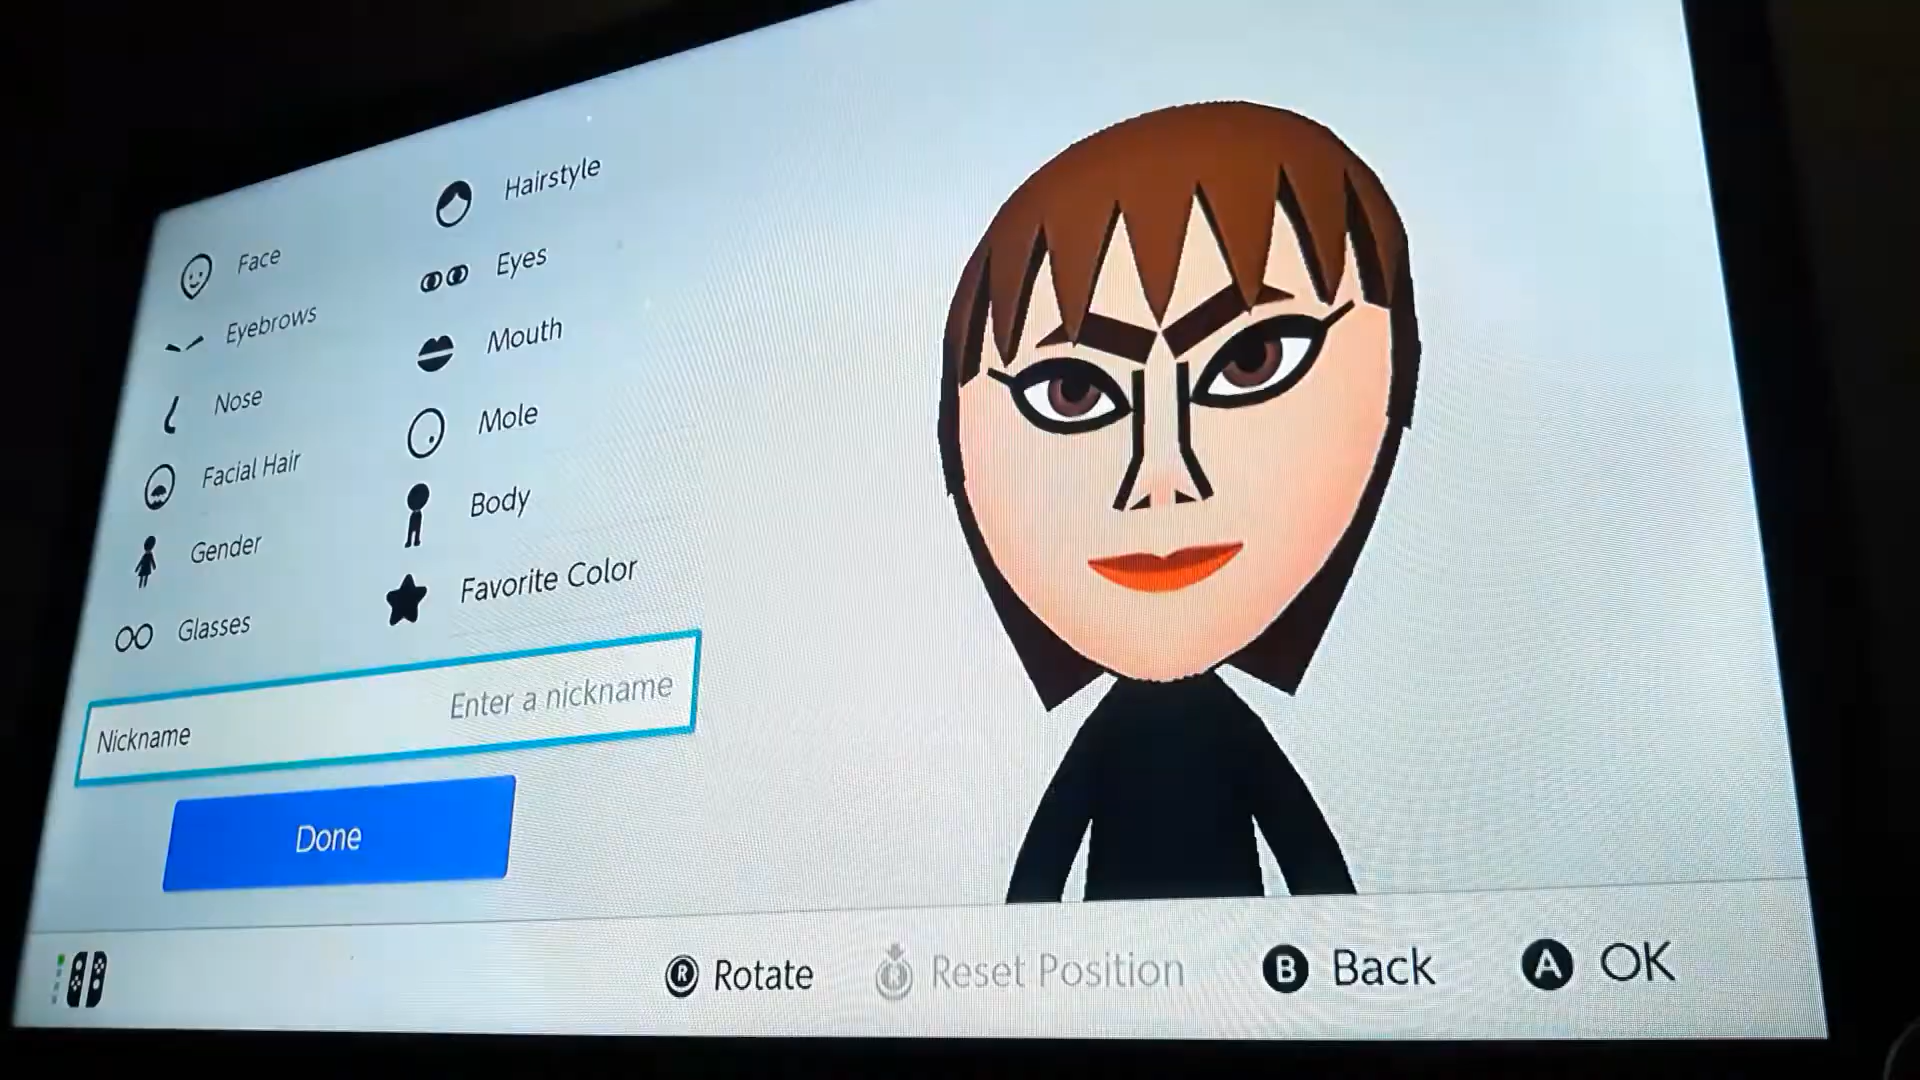 Face
Hairstyle
Eyebrows
Eyes
Nose
Mouth
Facial Hair
Mole
Gender
Body
Glasses
Favorite Color
Nickname Enter a nickname
Done
R Rotate
Reset Position
B Back
A OK